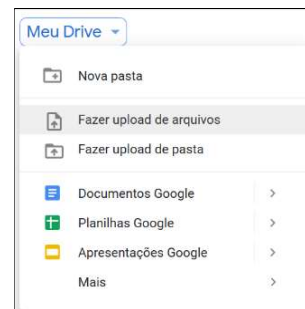 Meu Drive
Nova pasta
Fazer upload de arquivos
Fazer upload de pasta
Documentos Google
Planilhas Google
Apresentações Google
Mais